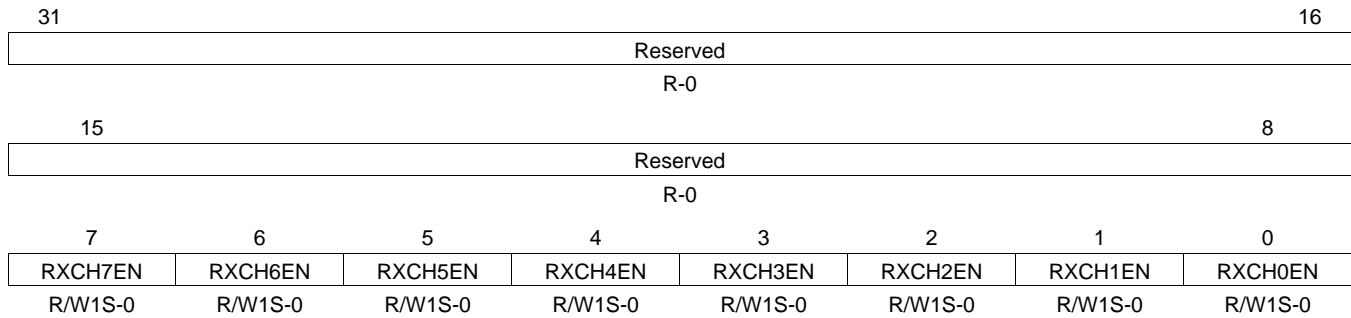 31 16
Reserved
R-0
15 8
Reserved
R-0
7 6 5 4 3 2 1 0
RXCH7EN RXCH6EN RXCH5EN RXCH4EN RXCH3EN RXCH2EN RXCH1EN RXCH0EN
R/W1S-0 R/W1S-0 R/W1S-0 R/W1S-0 R/W1S-0 R/W1S-0 R/W1S-0 R/W1S-0